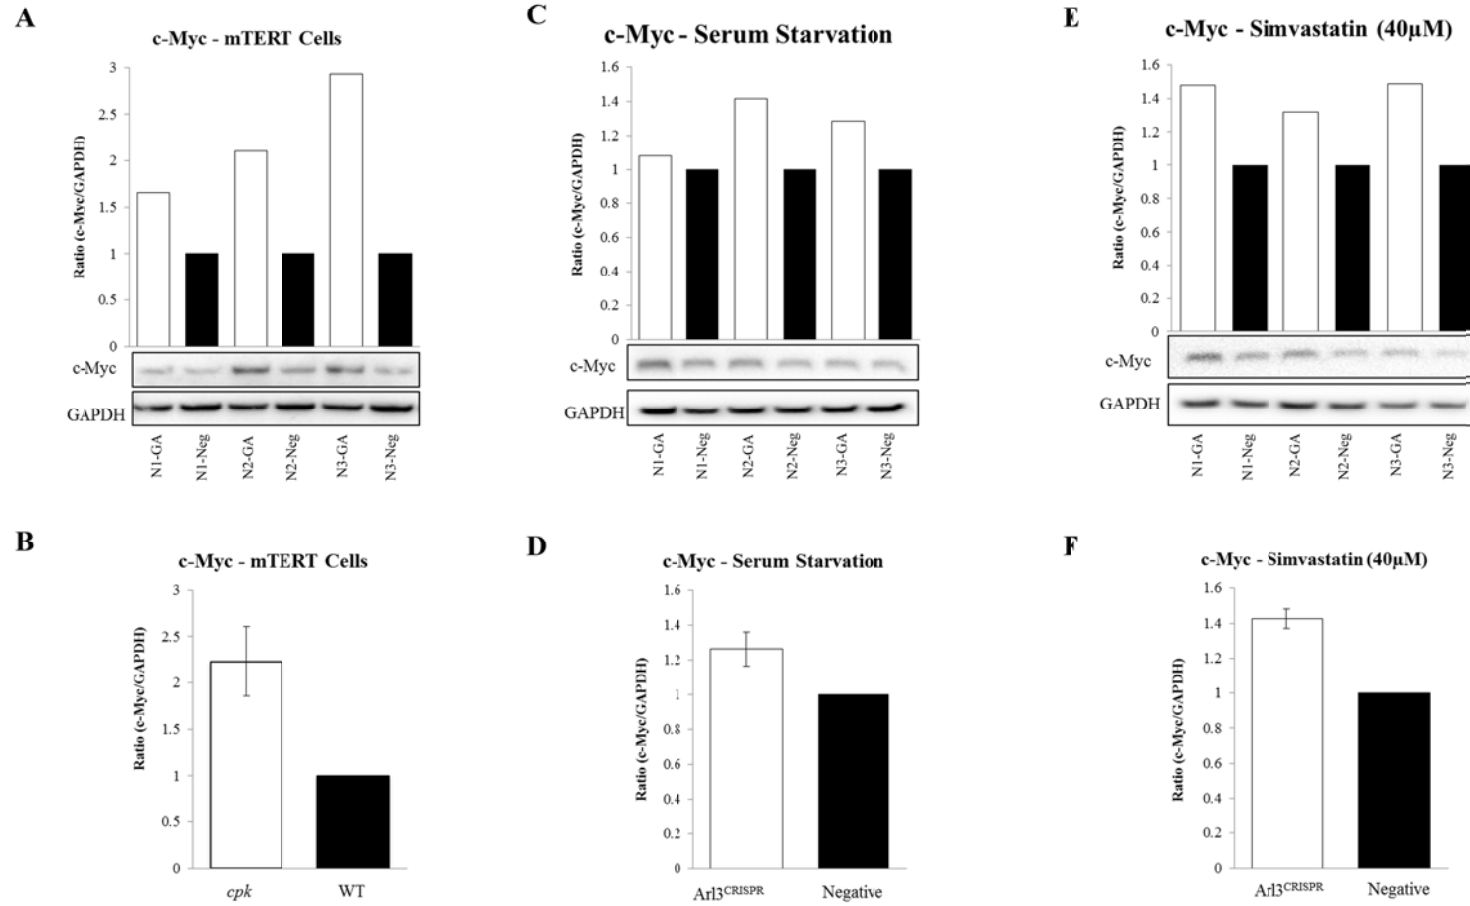 A
c-Myc - mTERT Cells
Ratio (c-Myc/GAPDH)
3
2.5
2
1.5
1
0.5
0
c-Myc
GAPDH
N1-GA
N1-Neg
N2-GA
N2-Neg
N3-GA
N3-Neg
B
c-Myc - mTERT Cells
Ratio (c-Myc/GAPDH)
3
2.5
2
1.5
1
0.5
0
cpk
WT
C
c-Myc - Serum Starvation
Ratio (c-Myc/GAPDH)
1.6
1.4
1.2
1
0.8
0.6
0.4
0.2
0
c-Myc
GAPDH
N1-GA
N1-Neg
N2-GA
N2-Neg
N3-GA
N3-Neg
D
c-Myc - Serum Starvation
Ratio (c-Myc/GAPDH)
1.6
1.4
1.2
1
0.8
0.6
0.4
0.2
0
Arl3CRISPR
Negative
E
c-Myc - Simvastatin (40μM)
Ratio (c-Myc/GAPDH)
1.6
1.4
1.2
1
0.8
0.6
0.4
0.2
0
c-Myc
GAPDH
N1-GA
N1-Neg
N2-GA
N2-Neg
N3-GA
N3-Neg
F
c-Myc - Simvastatin (40μM)
Ratio (c-Myc/GAPDH)
1.6
1.4
1.2
1
0.8
0.6
0.4
0.2
0
Arl3CRISPR
Negative